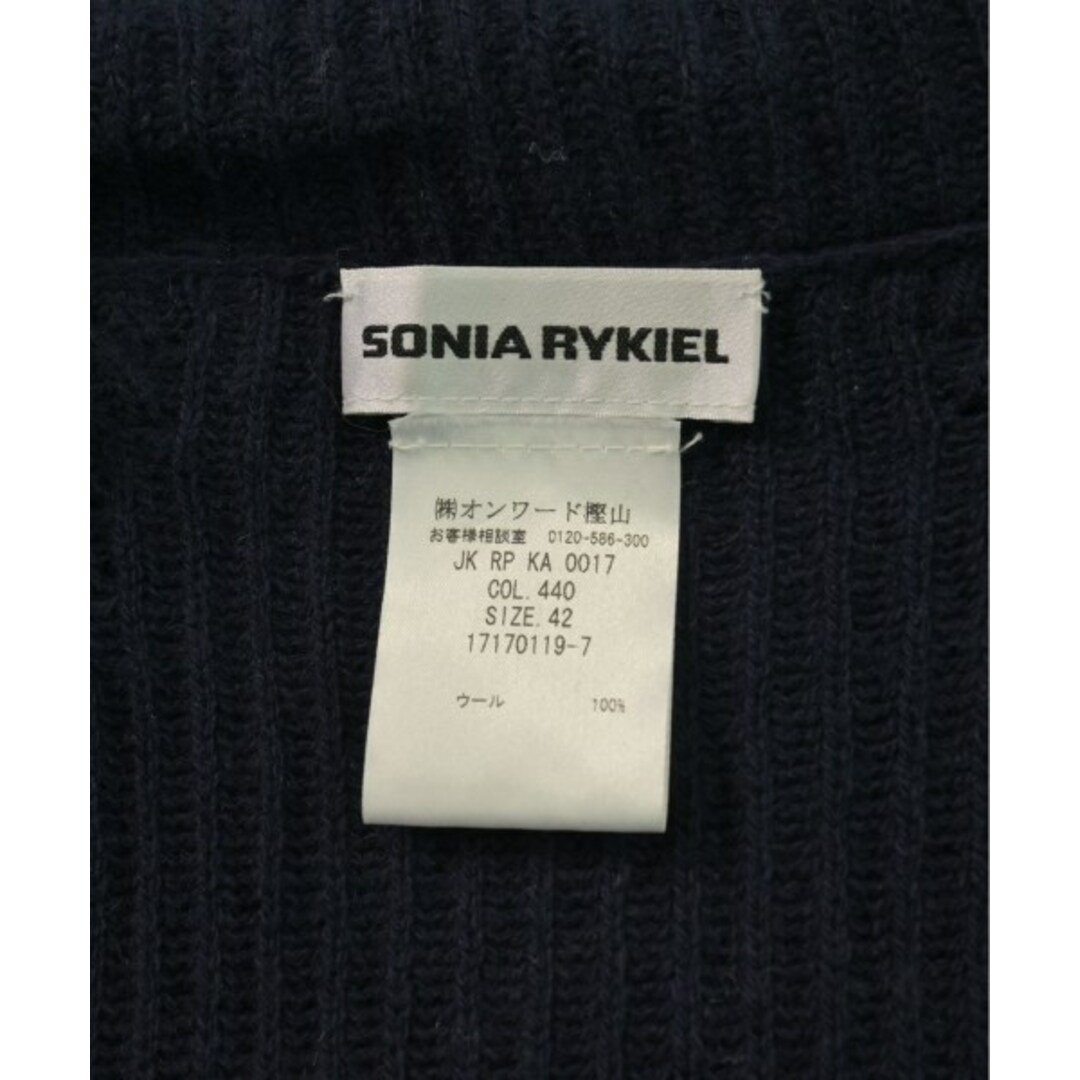 SONIA RYKIEL
㈱オンワード樫山
お客様相談室 0120-586-300
JK RP KA 0017
COL. 440
SIZE. 42
17170119-7
ウール 100%